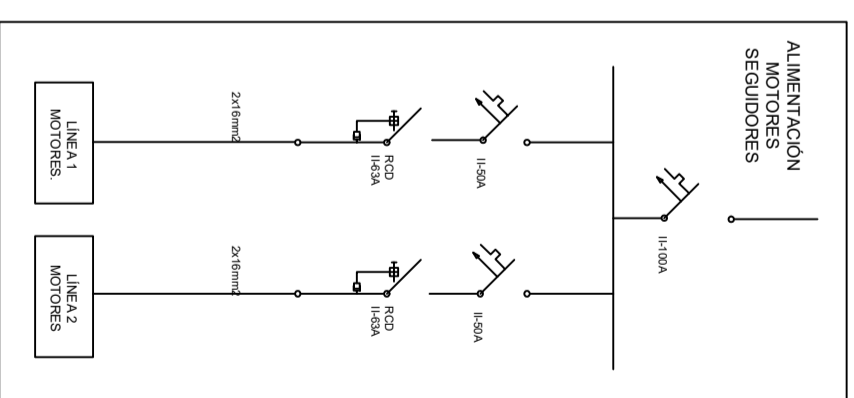 ALIMENTACIÓN
MOTORES
SEGUIDORES
II-100A
II-50A
RCD
II-63A
2x16mm2
LÍNEA 1
MOTORES.
II-50A
RCD
II-63A
2x16mm2
LÍNEA 2
MOTORES